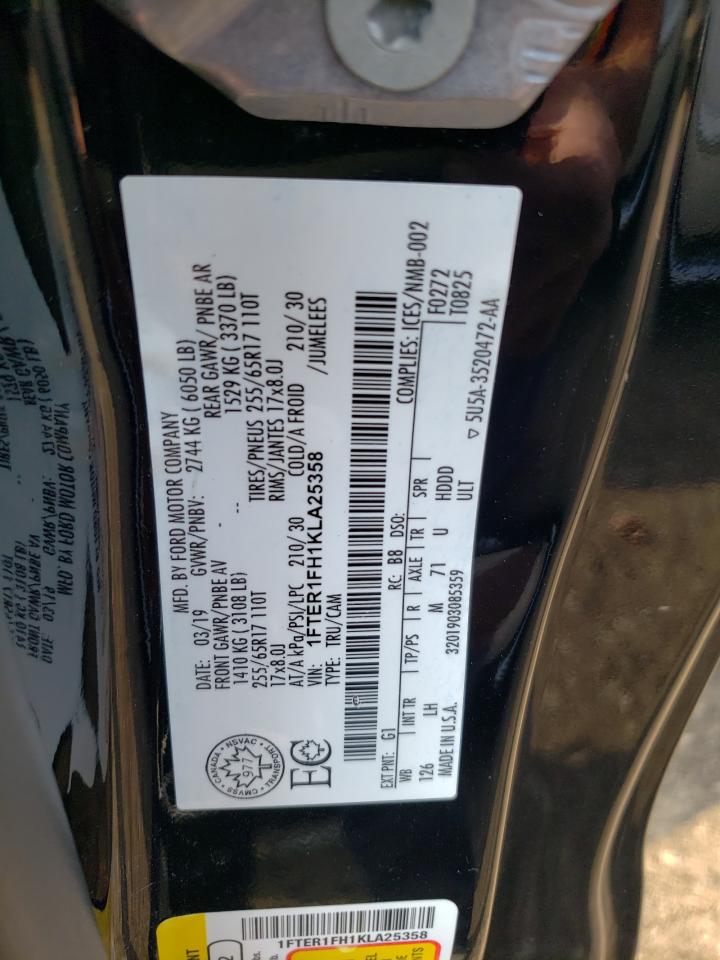 MFD. BY FORD MOTOR COMPANY
DATE: 03/19 GVWR/PNBV: 2744 KG ( 6050 LB)
FRONT GAWR/PNBE AV REAR GAWR/ PNBE AR
1410 KG ( 3108 LB) -- 1529 KG ( 3370 LB)
255/65R17 110T -- TIRES/PNEUS 255/65R17 110T
17x8.0J RIMS/JANTES 17x8.0J
AT/A kPa/PSI/LPC 210/ 30 COLD/A FROID 210/ 30
VIN: 1FTER1FH1KLA25358 /JUMELEES
TYPE: TRU/CAM
CANADA · NSVAC · TRANSPORT · CMVSS
977
EC
EXT PNT: G1 RC: B8 DSO: COMPLIES: ICES/NMB-002
WB INT TR TP/PS R AXLE TR SPR F0272
126 LH M 71 U HDDD T0825
MADE IN U.S.A. 3201903085359 ULT ▽ 5U5A-3520472-AA
1FTER1FH1KLA25358